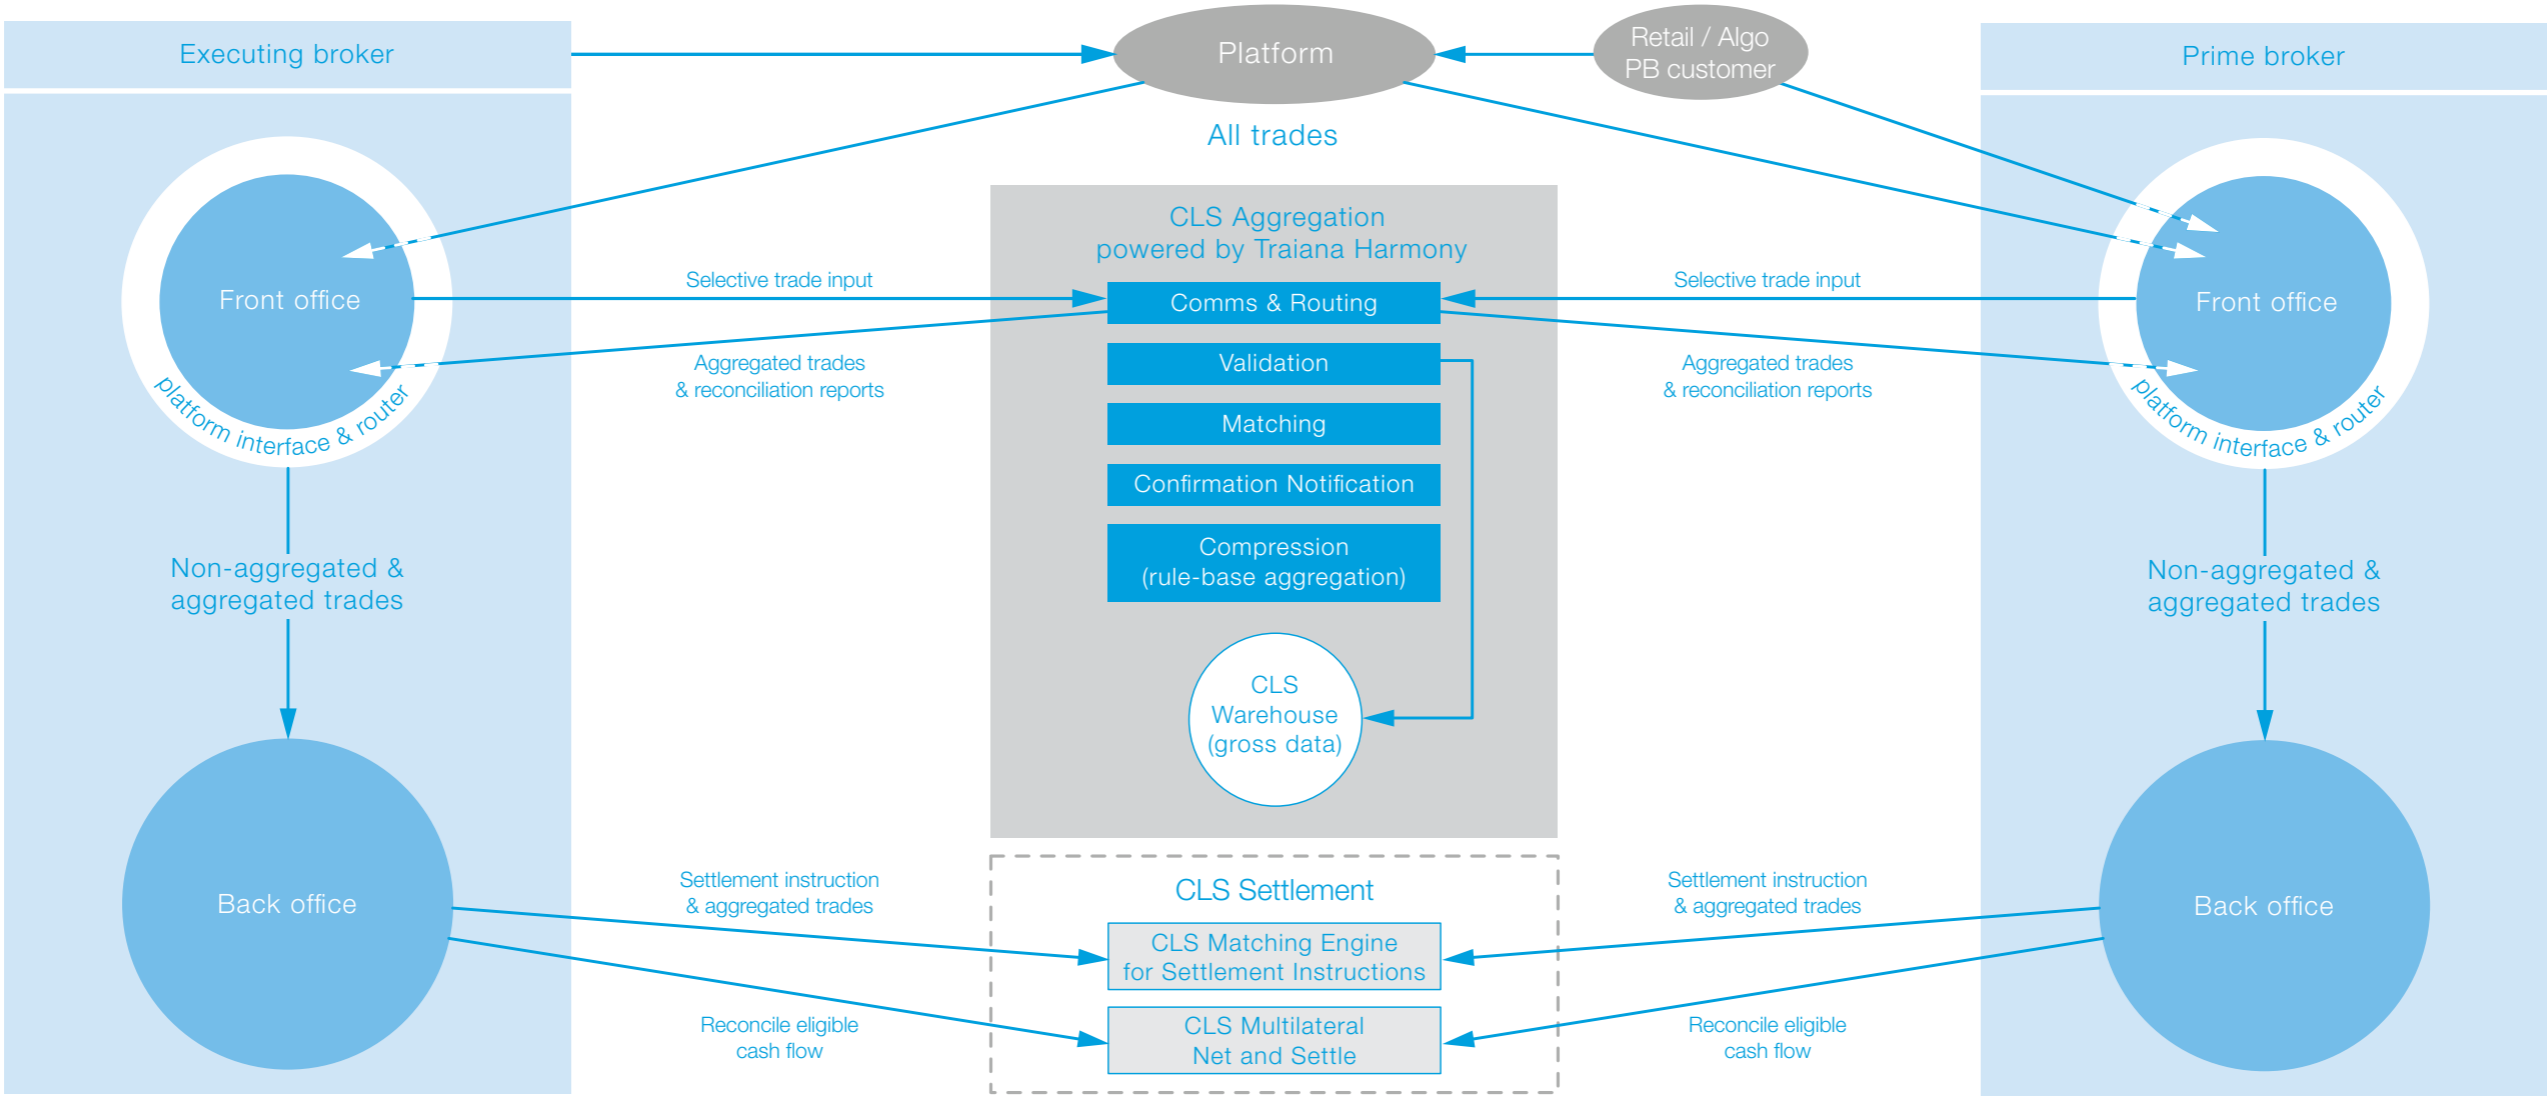 Executing broker
Platform
Retail / Algo
PB customer
Prime broker
All trades
CLS Aggregation
powered by Traiana Harmony
Front office
platform interface & router
Selective trade input
Aggregated trades
& reconciliation reports
Comms & Routing
Validation
Matching
Confirmation Notification
Compression
(rule-base aggregation)
CLS
Warehouse
(gross data)
Selective trade input
Aggregated trades
& reconciliation reports
Front office
platform interface & router
Non-aggregated &
aggregated trades
Non-aggregated &
aggregated trades
Back office
Settlement instruction
& aggregated trades
Reconcile eligible
cash flow
CLS Settlement
CLS Matching Engine
for Settlement Instructions
CLS Multilateral
Net and Settle
Settlement instruction
& aggregated trades
Reconcile eligible
cash flow
Back office